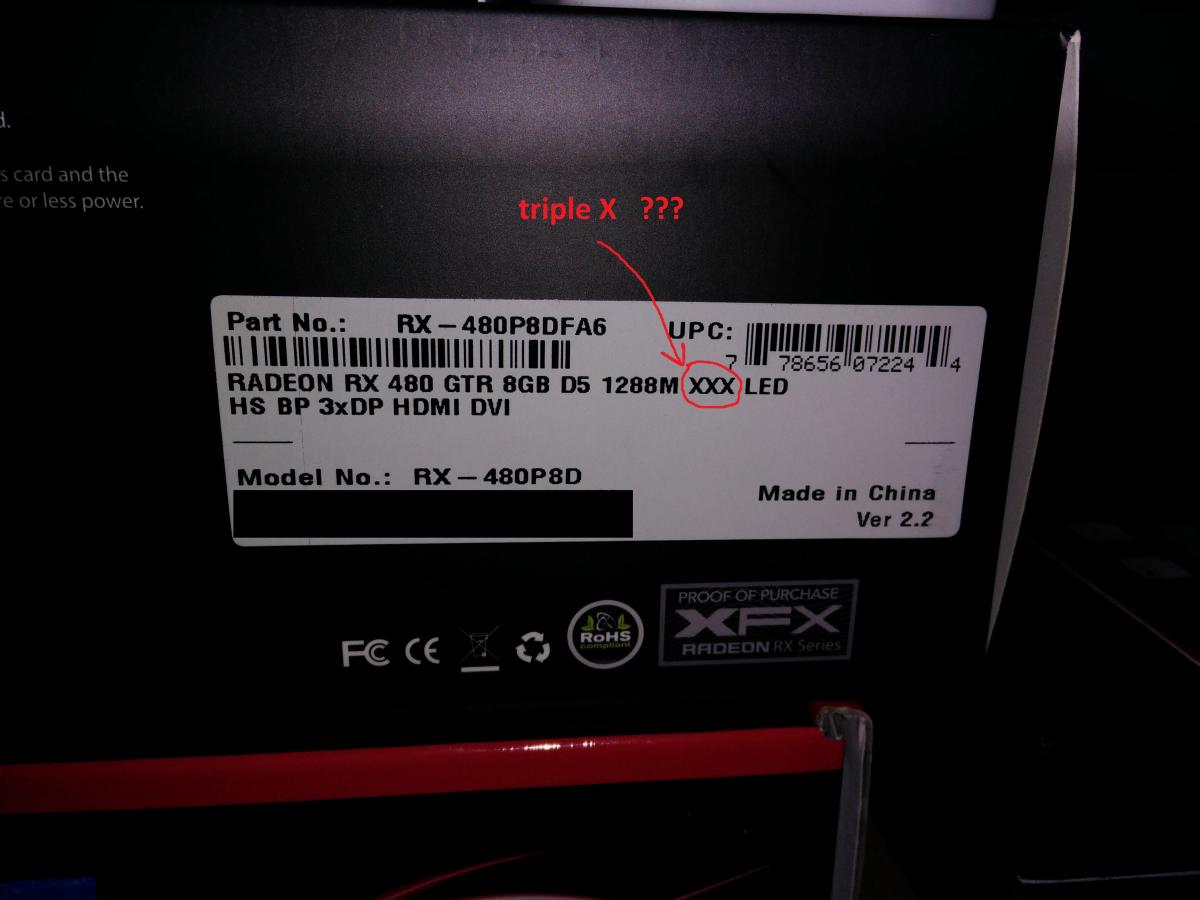 d.
s card and the
re or less power.
triple X ???
Part No.: RX-480P8DFA6 UPC:
7 78656 07224 4
RADEON RX 480 GTR 8GB D5 1288M XXX LED
HS BP 3xDP HDMI DVI
Model No.: RX-480P8D
Made in China
Ver 2.2
FC CE
RoHS
compliant
PROOF OF PURCHASE
XFX
RADEON RX Series